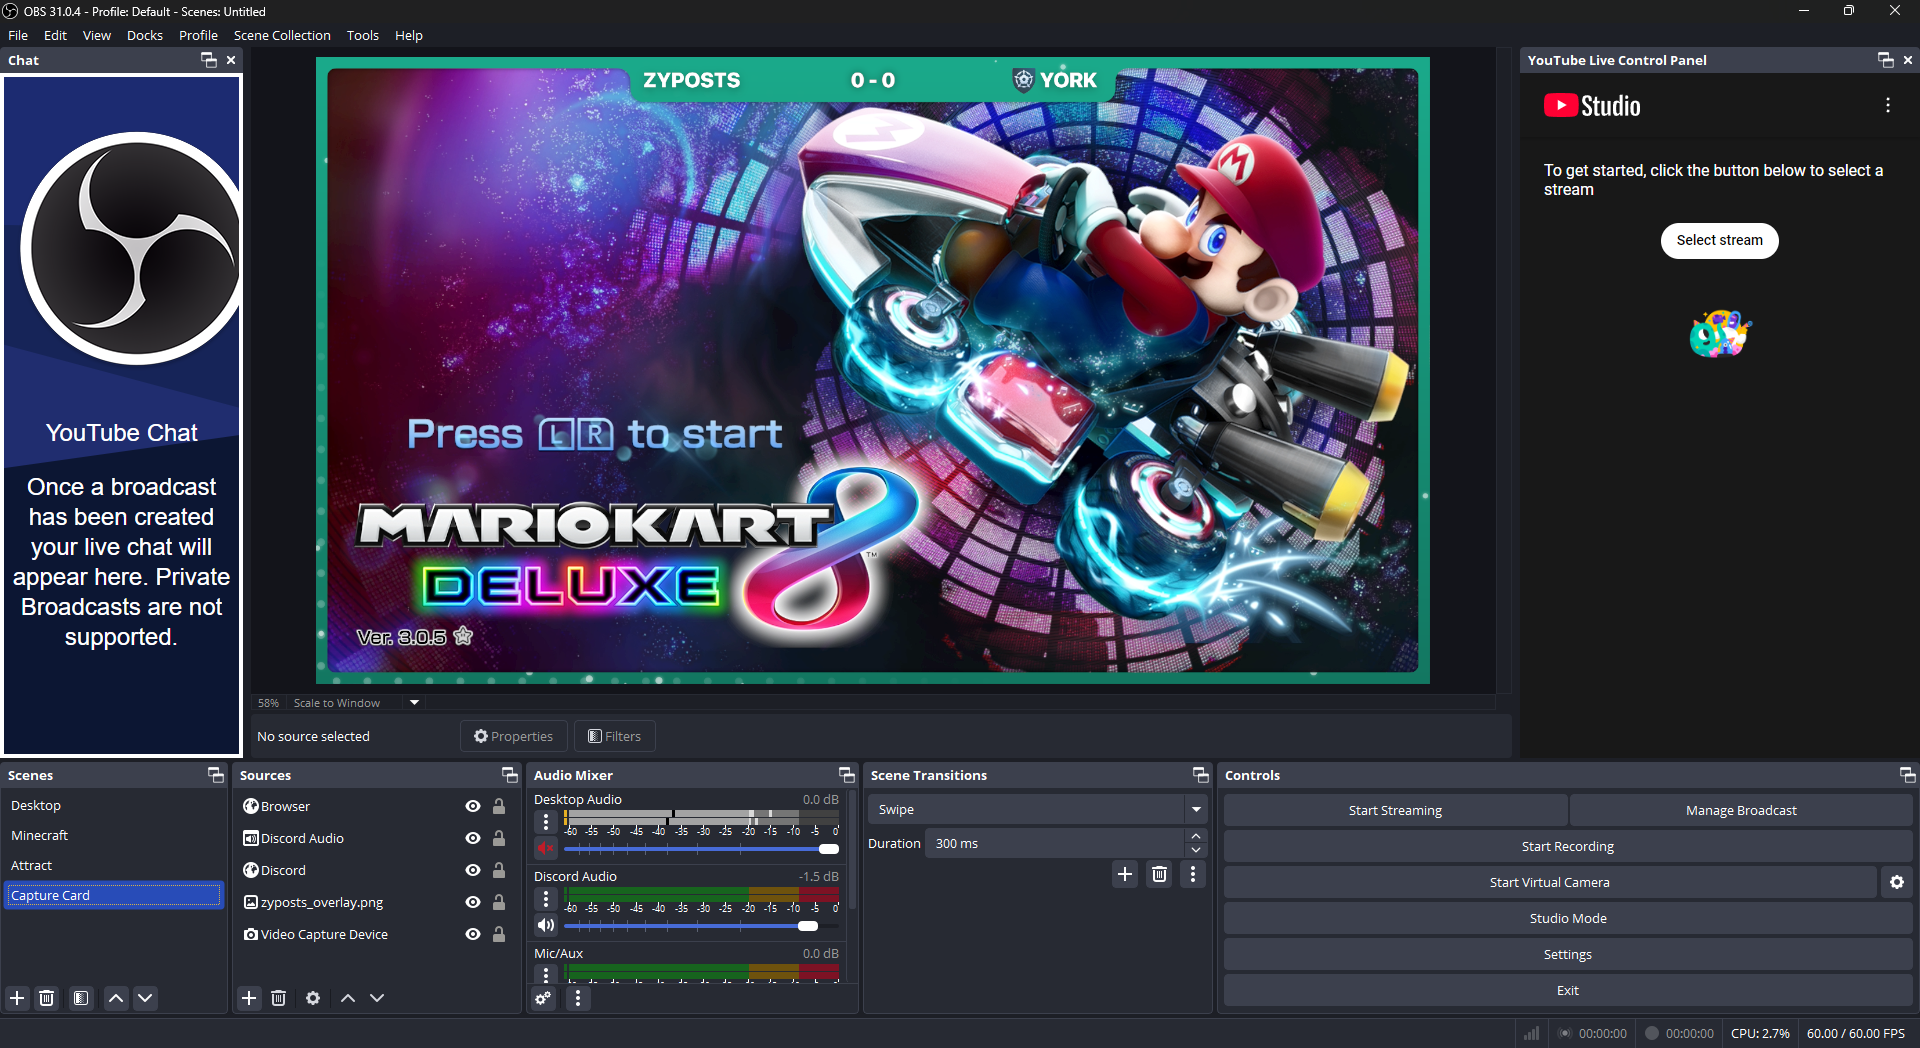 OBS 31.0.4 - Profile: Default - Scenes: Untitled
File Edit View Docks Profile Scene Collection Tools Help
Chat
YouTube Chat
Once a broadcast
has been created
your live chat will
appear here. Private
Broadcasts are not
supported.
ZYPOSTS 0 - 0 YORK
Press L R to start
MARIOKART 8
TM
DELUXE
Ver. 3.0.5
YouTube Live Control Panel
Studio
To get started, click the button below to select a
stream
Select stream
58% Scale to Window
No source selected Properties Filters
Scenes
Desktop
Minecraft
Attract
Capture Card
Sources
Browser
Discord Audio
Discord
zyposts_overlay.png
Video Capture Device
Audio Mixer
Desktop Audio 0.0 dB
-60 -55 -50 -45 -40 -35 -30 -25 -20 -15 -10 -5 0
Discord Audio -1.5 dB
-60 -55 -50 -45 -40 -35 -30 -25 -20 -15 -10 -5 0
Mic/Aux 0.0 dB
Scene Transitions
Swipe
Duration 300 ms
Controls
Start Streaming Manage Broadcast
Start Recording
Start Virtual Camera
Studio Mode
Settings
Exit
00:00:00 00:00:00 CPU: 2.7% 60.00 / 60.00 FPS